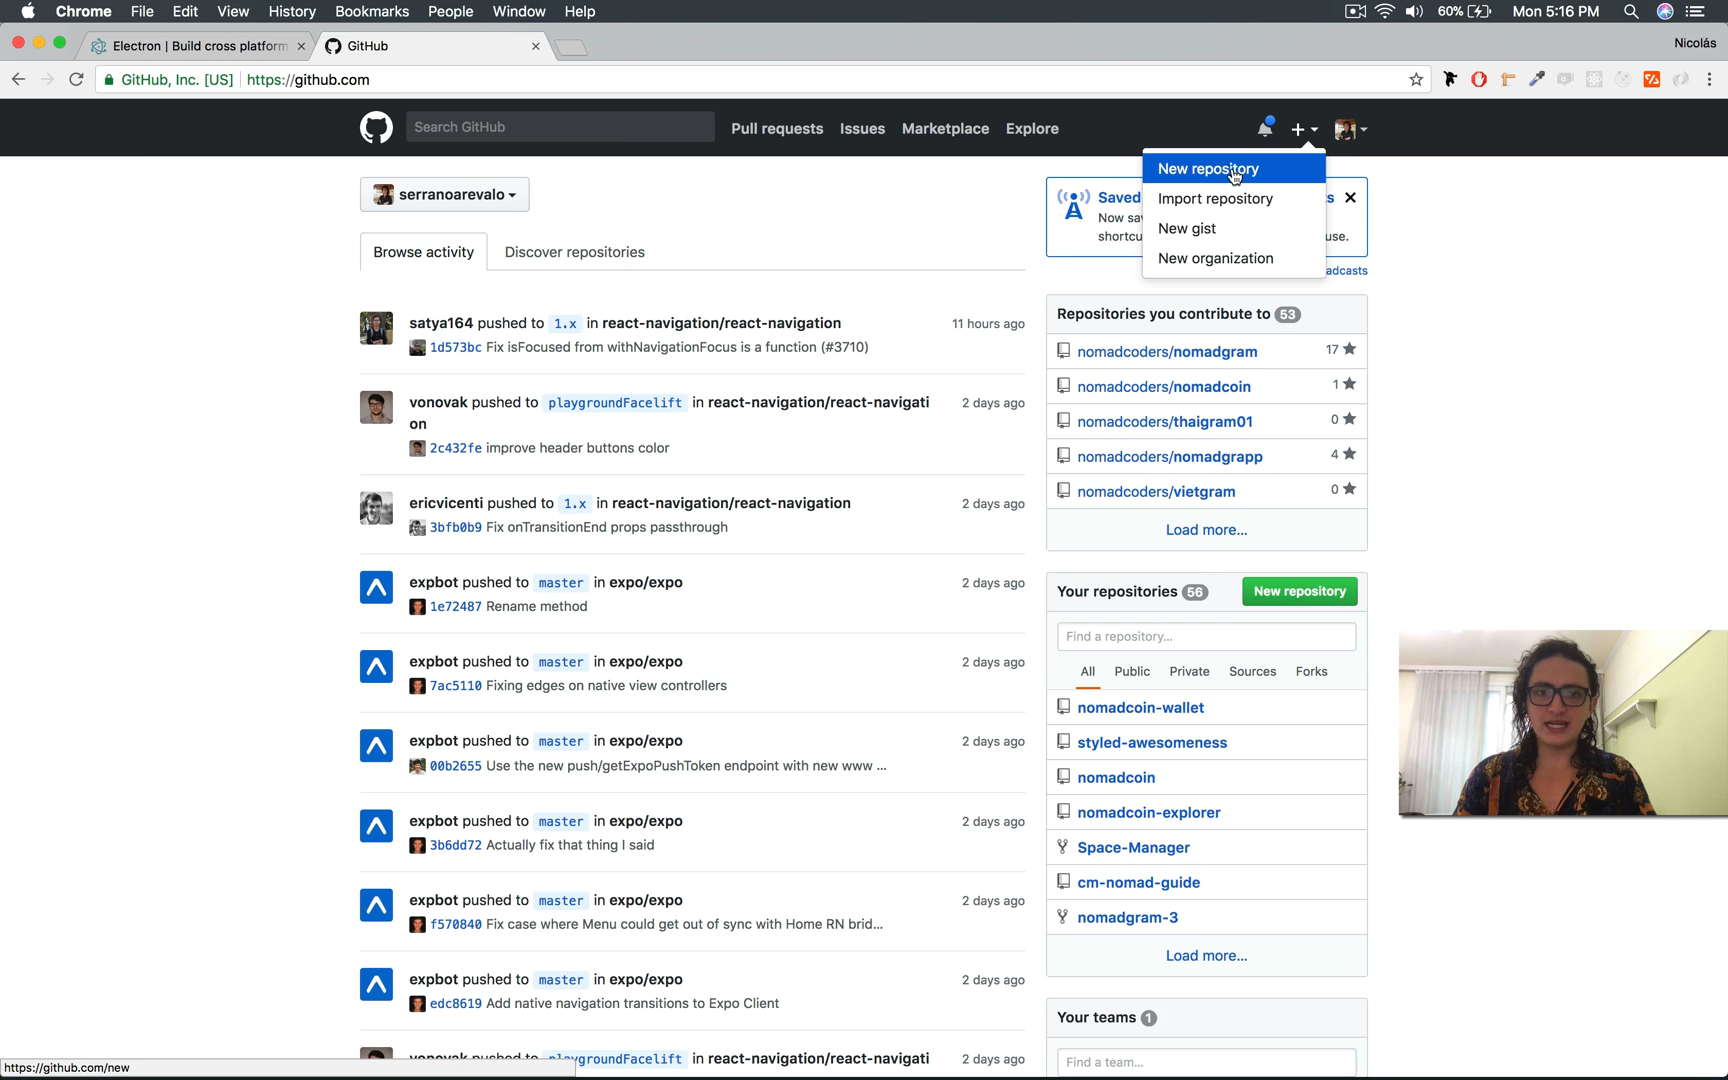 Chrome File Edit View History Bookmarks People Window Help 60% Mon 5:16 PM
Electron | Build cross platform GitHub Nicolás
GitHub, Inc. [US] https://github.com
Search GitHub Pull requests Issues Marketplace Explore
New repository
Import repository
New gist
New organization
serranoarevalo
Saved s
Now sa
shortcu use.
adcasts
Browse activity Discover repositories
satya164 pushed to 1.x in react-navigation/react-navigation 11 hours ago
1d573bc Fix isFocused from withNavigationFocus is a function (#3710)
vonovak pushed to playgroundFacelift in react-navigation/react-navigati 2 days ago
on
2c432fe improve header buttons color
ericvicenti pushed to 1.x in react-navigation/react-navigation 2 days ago
3bfb0b9 Fix onTransitionEnd props passthrough
expbot pushed to master in expo/expo 2 days ago
1e72487 Rename method
expbot pushed to master in expo/expo 2 days ago
7ac5110 Fixing edges on native view controllers
expbot pushed to master in expo/expo 2 days ago
00b2655 Use the new push/getExpoPushToken endpoint with new www ...
expbot pushed to master in expo/expo 2 days ago
3b6dd72 Actually fix that thing I said
expbot pushed to master in expo/expo 2 days ago
f570840 Fix case where Menu could get out of sync with Home RN brid...
expbot pushed to master in expo/expo 2 days ago
edc8619 Add native navigation transitions to Expo Client
vonovak pushed to playgroundFacelift in react-navigation/react-navigati 2 days ago
Repositories you contribute to 53
nomadcoders/nomadgram 17
nomadcoders/nomadcoin 1
nomadcoders/thaigram01 0
nomadcoders/nomadgrapp 4
nomadcoders/vietgram 0
Load more...
Your repositories 56 New repository
Find a repository...
All Public Private Sources Forks
nomadcoin-wallet
styled-awesomeness
nomadcoin
nomadcoin-explorer
Space-Manager
cm-nomad-guide
nomadgram-3
Load more...
Your teams 1
Find a team...
https://github.com/new